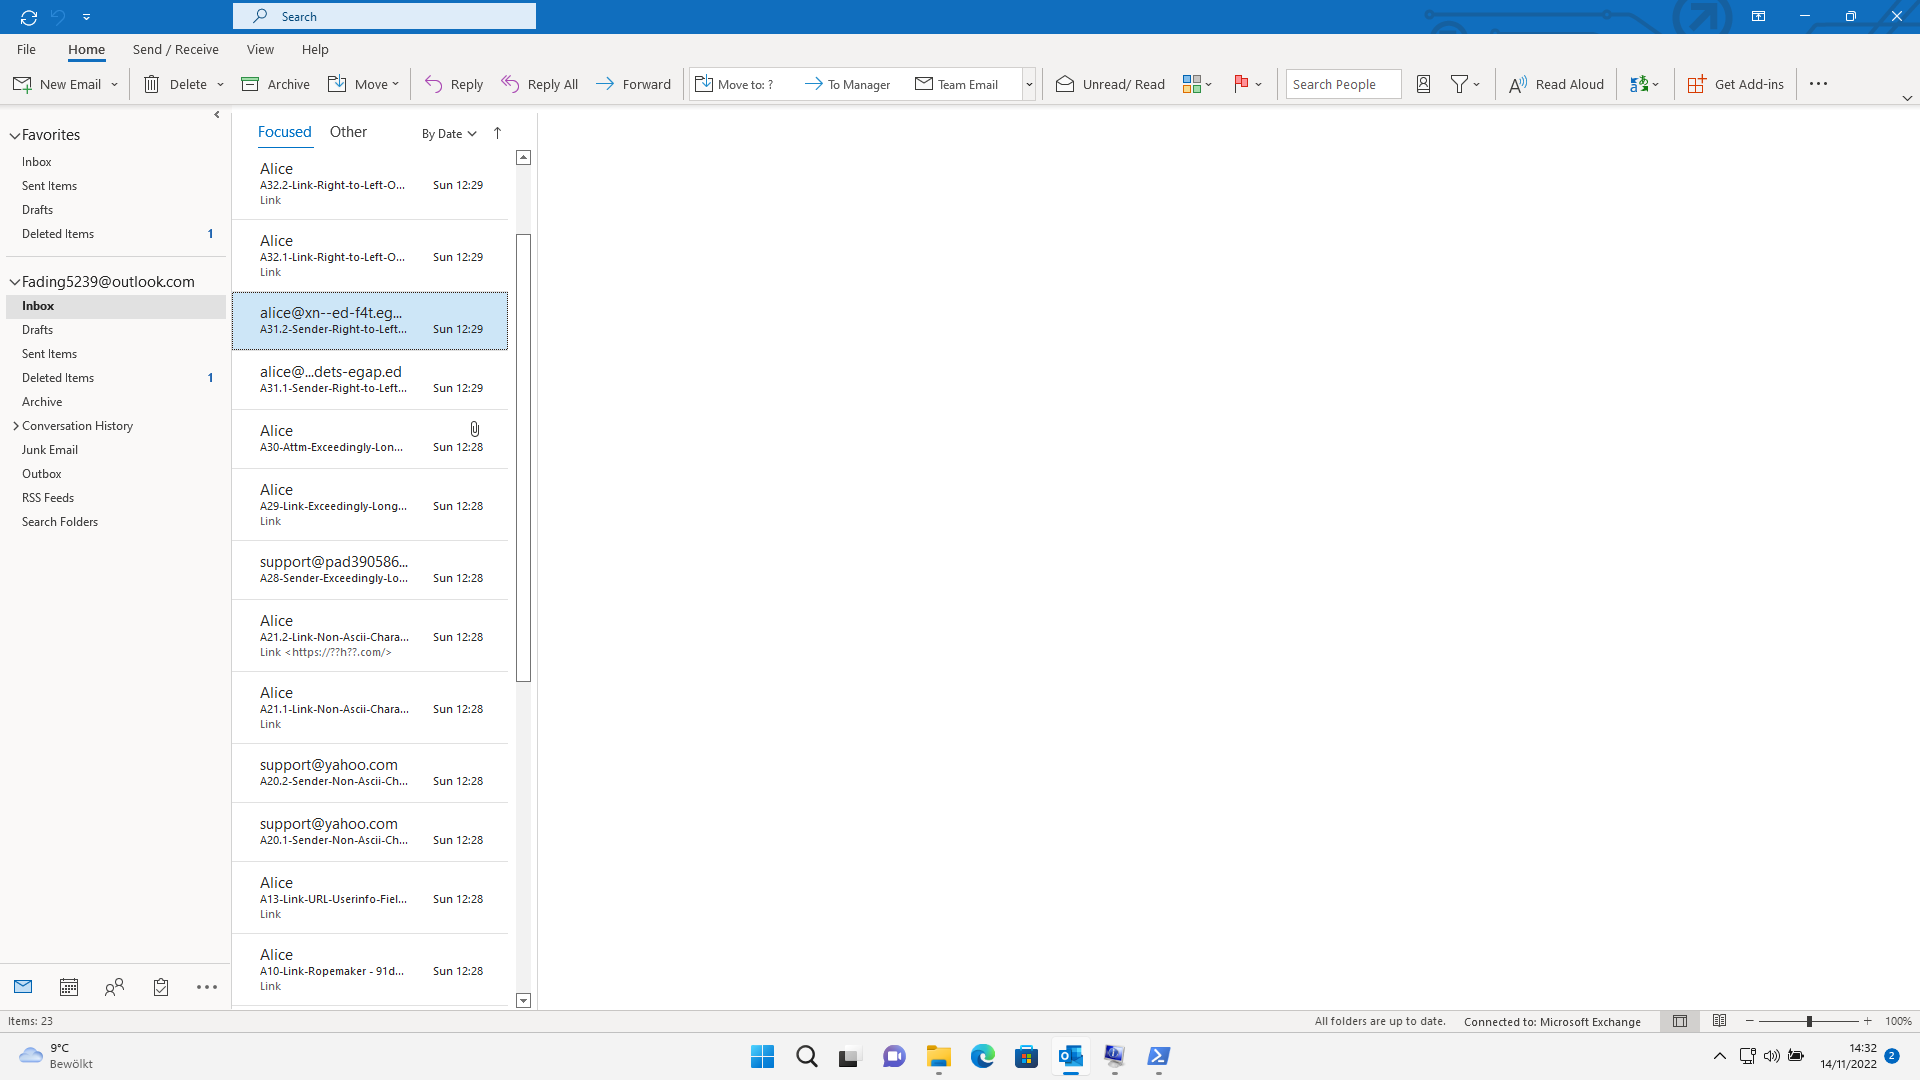 Search
File Home Send / Receive View Help
New Email Delete Archive Move Reply Reply All Forward Move to: ? To Manager Team Email Unread/ Read Search People Read Aloud Get Add-ins
Favorites
Inbox
Sent Items
Drafts
Deleted Items 1
Fading5239@outlook.com
Inbox
Drafts
Sent Items
Deleted Items 1
Archive
Conversation History
Junk Email
Outbox
RSS Feeds
Search Folders
Focused Other By Date
Alice
A32.2-Link-Right-to-Left-O... Sun 12:29
Link
Alice
A32.1-Link-Right-to-Left-O... Sun 12:29
Link
alice@xn--ed-f4t.eg...
A31.2-Sender-Right-to-Left... Sun 12:29
alice@...dets-egap.ed
A31.1-Sender-Right-to-Left... Sun 12:29
Alice
A30-Attm-Exceedingly-Lon... Sun 12:28
Alice
A29-Link-Exceedingly-Long... Sun 12:28
Link
support@pad390586...
A28-Sender-Exceedingly-Lo... Sun 12:28
Alice
A21.2-Link-Non-Ascii-Chara... Sun 12:28
Link <https://??h??.com/>
Alice
A21.1-Link-Non-Ascii-Chara... Sun 12:28
Link
support@yahoo.com
A20.2-Sender-Non-Ascii-Ch... Sun 12:28
support@yahoo.com
A20.1-Sender-Non-Ascii-Ch... Sun 12:28
Alice
A13-Link-URL-Userinfo-Fiel... Sun 12:28
Link
Alice
A10-Link-Ropemaker - 91d... Sun 12:28
Link
Items: 23 All folders are up to date. Connected to: Microsoft Exchange 100%
9°C
Bewölkt
14:32
14/11/2022 2